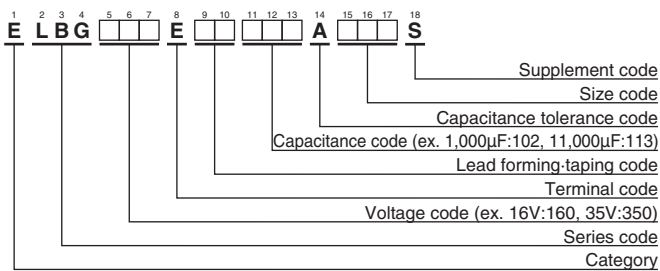 1 2 3 4 5 6 7 8 9 10 11 12 13 14 15 16 17 18
E L B G E A S
Supplement code
Size code
Capacitance tolerance code
Capacitance code (ex. 1,000µF:102, 11,000µF:113)
Lead forming·taping code
Terminal code
Voltage code (ex. 16V:160, 35V:350)
Series code
Category